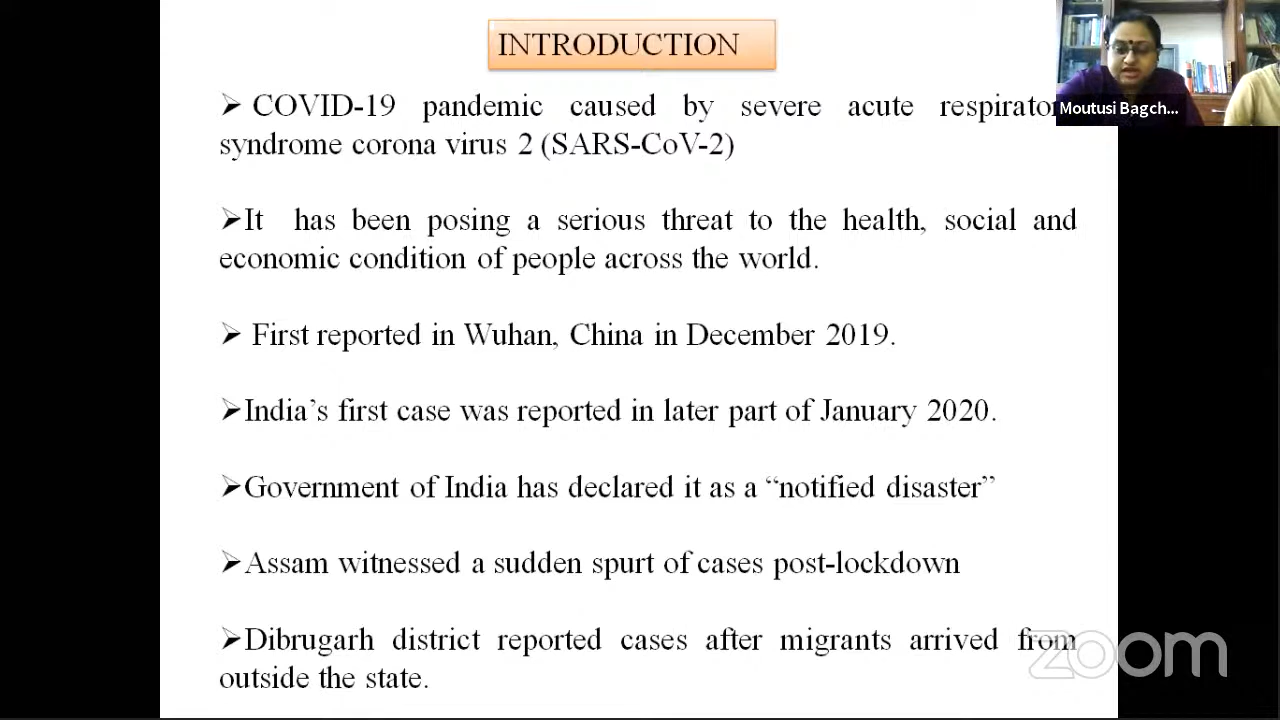 INTRODUCTION
➢ COVID-19 pandemic caused by severe acute respirator
syndrome corona virus 2 (SARS-CoV-2)
➢It has been posing a serious threat to the health, social and
economic condition of people across the world.
➢ First reported in Wuhan, China in December 2019.
➢India’s first case was reported in later part of January 2020.
➢Government of India has declared it as a “notified disaster”
➢Assam witnessed a sudden spurt of cases post-lockdown
➢Dibrugarh district reported cases after migrants arrived from
outside the state.
Moutusi Bagch...
zoom